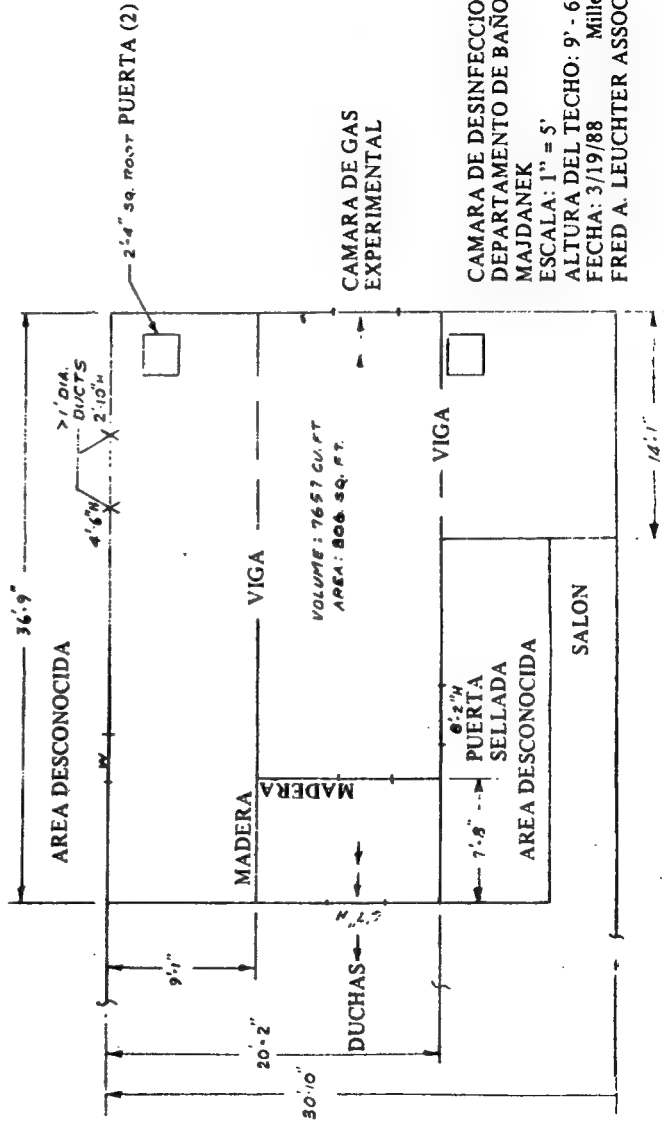 36'-9"
2'-4" SQ. PUERTA (2)
AREA DESCONOCIDA
>1' DIA.
DUCTS
4'-6"H
2'-10"H
9'-1"
MADERA
VIGA
CAMARA DE GAS
EXPERIMENTAL
VOLUME: 7657 CU. FT
AREA: 806 SQ. FT.
20'-2"
30'-10"
DUCHAS
MADERA
VIGA
7'-8"
6'-2"H
PUERTA
SELLADA
AREA DESCONOCIDA
SALON
14'-1"
CAMARA DE DESINFECCIO
DEPARTAMENTO DE BAÑO
MAJDANEK
ESCALA: 1" = 5'
ALTURA DEL TECHO: 9' - 6
FECHA: 3/19/88 Mille
FRED A. LEUCHTER ASSOC